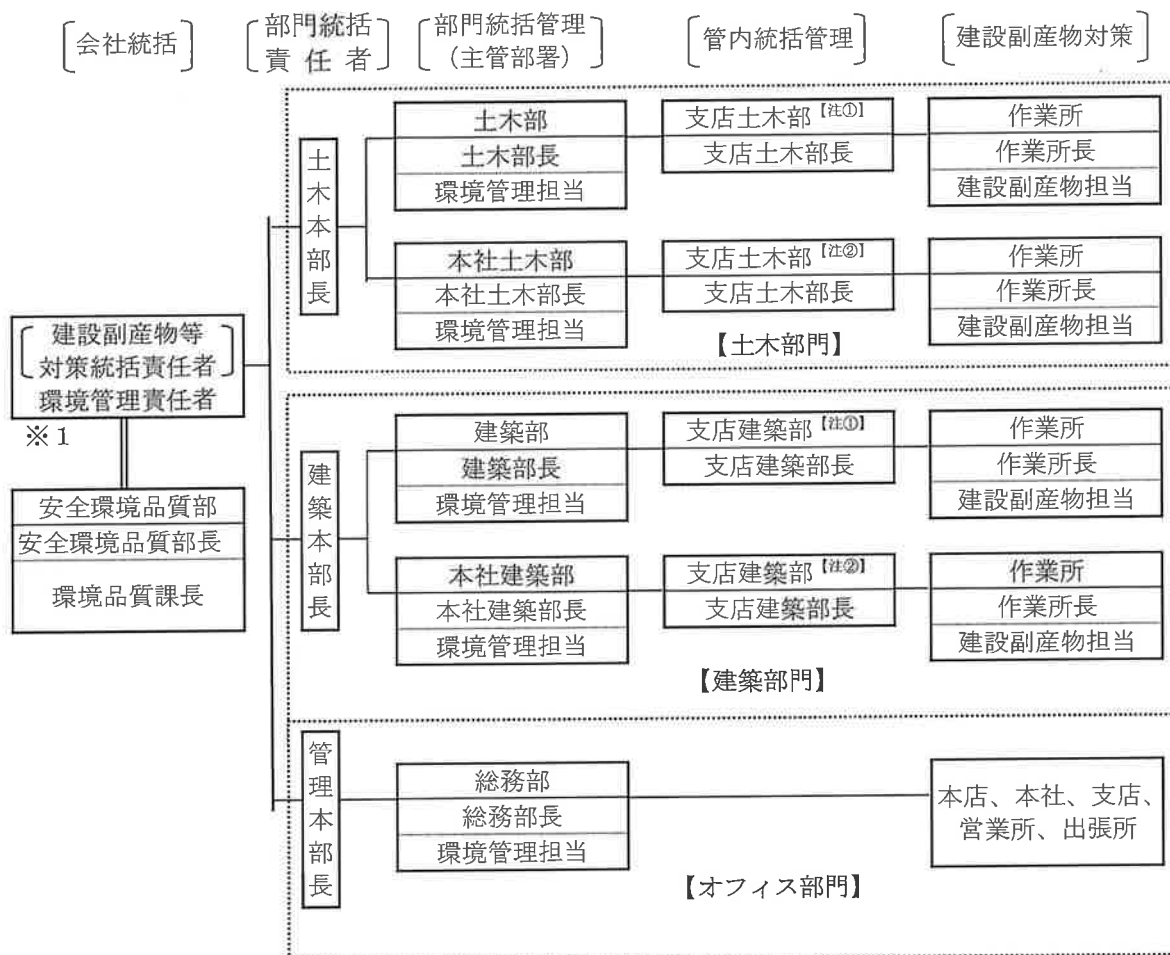 会社統括
部門統括
責任者
部門統括管理
（主管部署）
管内統括管理
建設副産物対策
土木本部長
土木部
土木部長
環境管理担当
支店土木部【注①】
支店土木部長
作業所
作業所長
建設副産物担当
本社土木部
本社土木部長
環境管理担当
支店土木部【注②】
支店土木部長
作業所
作業所長
建設副産物担当
【土木部門】
建設副産物等
対策統括責任者
環境管理責任者
※1
安全環境品質部
安全環境品質部長
環境品質課長
建築本部長
建築部
建築部長
環境管理担当
支店建築部【注①】
支店建築部長
作業所
作業所長
建設副産物担当
本社建築部
本社建築部長
環境管理担当
支店建築部【注②】
支店建築部長
作業所
作業所長
建設副産物担当
【建築部門】
管理本部長
総務部
総務部長
環境管理担当
本店、本社、支店、
営業所、出張所
【オフィス部門】